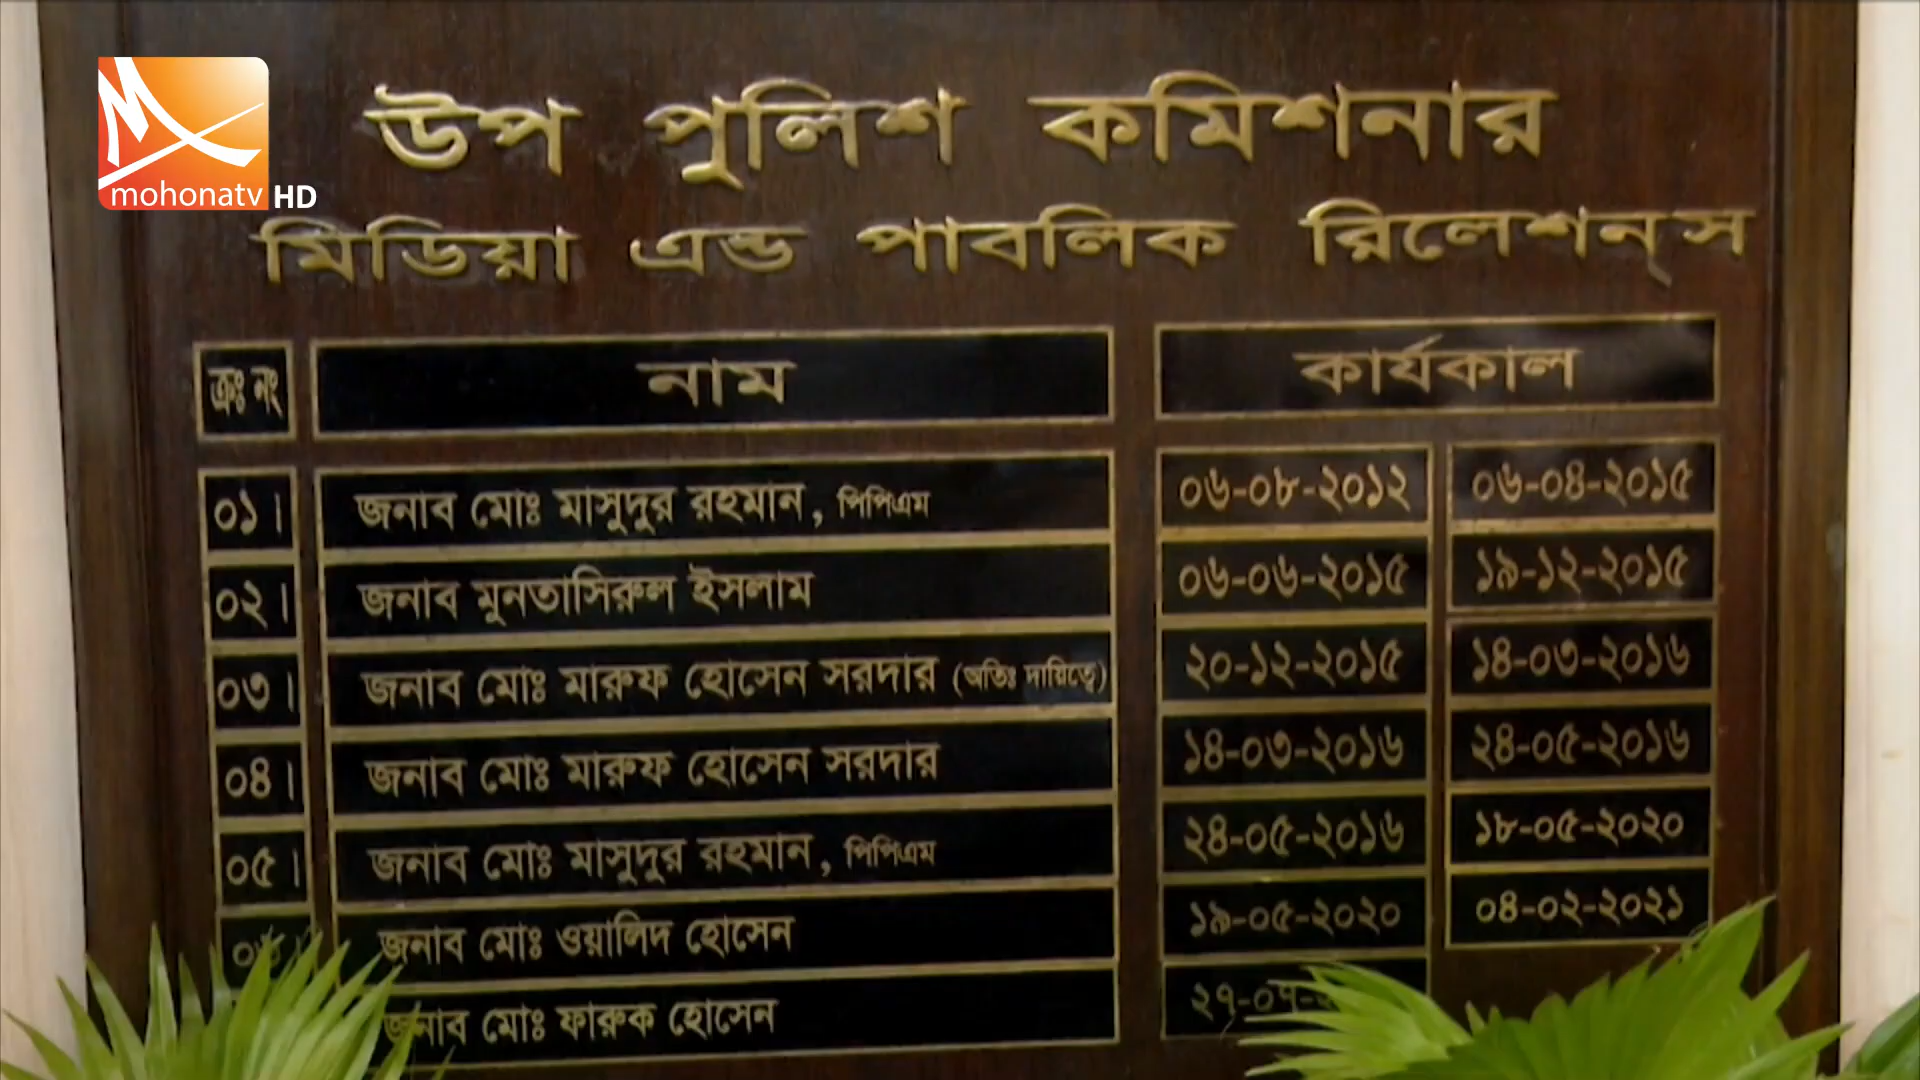 mohonatv HD
উপ পুলিশ কমিশনার
মিডিয়া এন্ড পাবলিক রিলেশন্স
ক্রঃ নং নাম কার্যকাল
০১। জনাব মোঃ মাসুদুর রহমান, পিপিএম ০৬-০৮-২০১২ ০৬-০৪-২০১৫
০২। জনাব মুনতাসিরুল ইসলাম ০৬-০৬-২০১৫ ১৯-১২-২০১৫
০৩। জনাব মোঃ মারুফ হোসেন সরদার (অতিঃ দায়িত্বে) ২০-১২-২০১৫ ১৪-০৩-২০১৬
০৪। জনাব মোঃ মারুফ হোসেন সরদার ১৪-০৩-২০১৬ ২৪-০৫-২০১৬
০৫। জনাব মোঃ মাসুদুর রহমান, পিপিএম ২৪-০৫-২০১৬ ১৮-০৫-২০২০
০৬। জনাব মোঃ ওয়ালিদ হোসেন ১৯-০৫-২০২০ ০৪-০২-২০২১
জনাব মোঃ ফারুক হোসেন